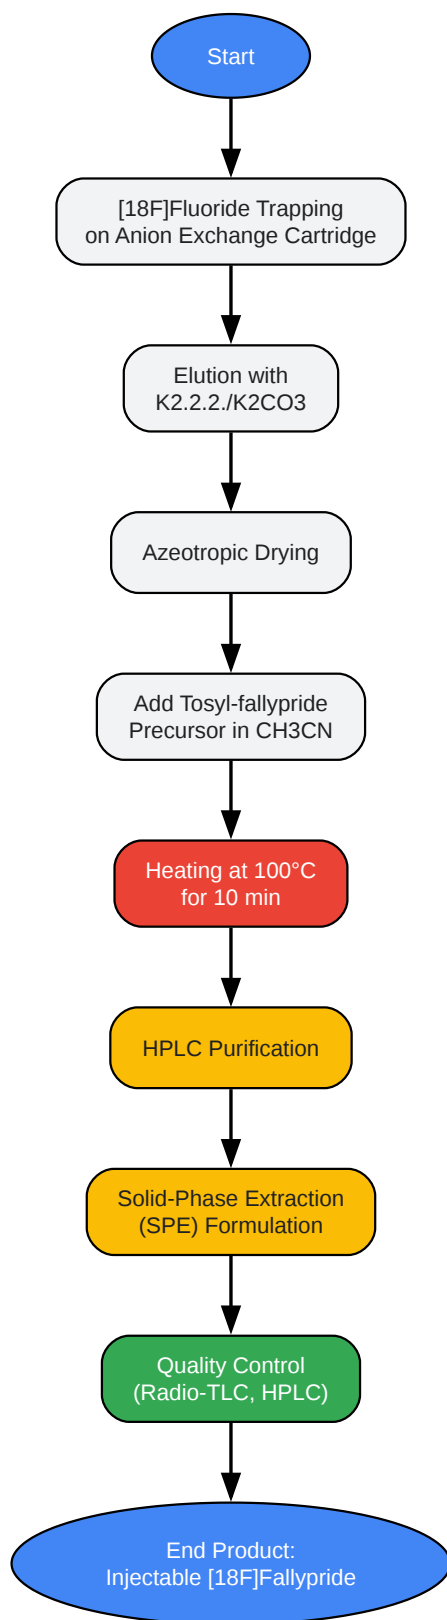 Start
[18F]Fluoride Trapping
on Anion Exchange Cartridge
Elution with
K2.2.2./K2CO3
Azeotropic Drying
Add Tosyl-fallypride
Precursor in CH3CN
Heating at 100°C
for 10 min
HPLC Purification
Solid-Phase Extraction
(SPE) Formulation
Quality Control
(Radio-TLC, HPLC)
End Product:
Injectable [18F]Fallypride